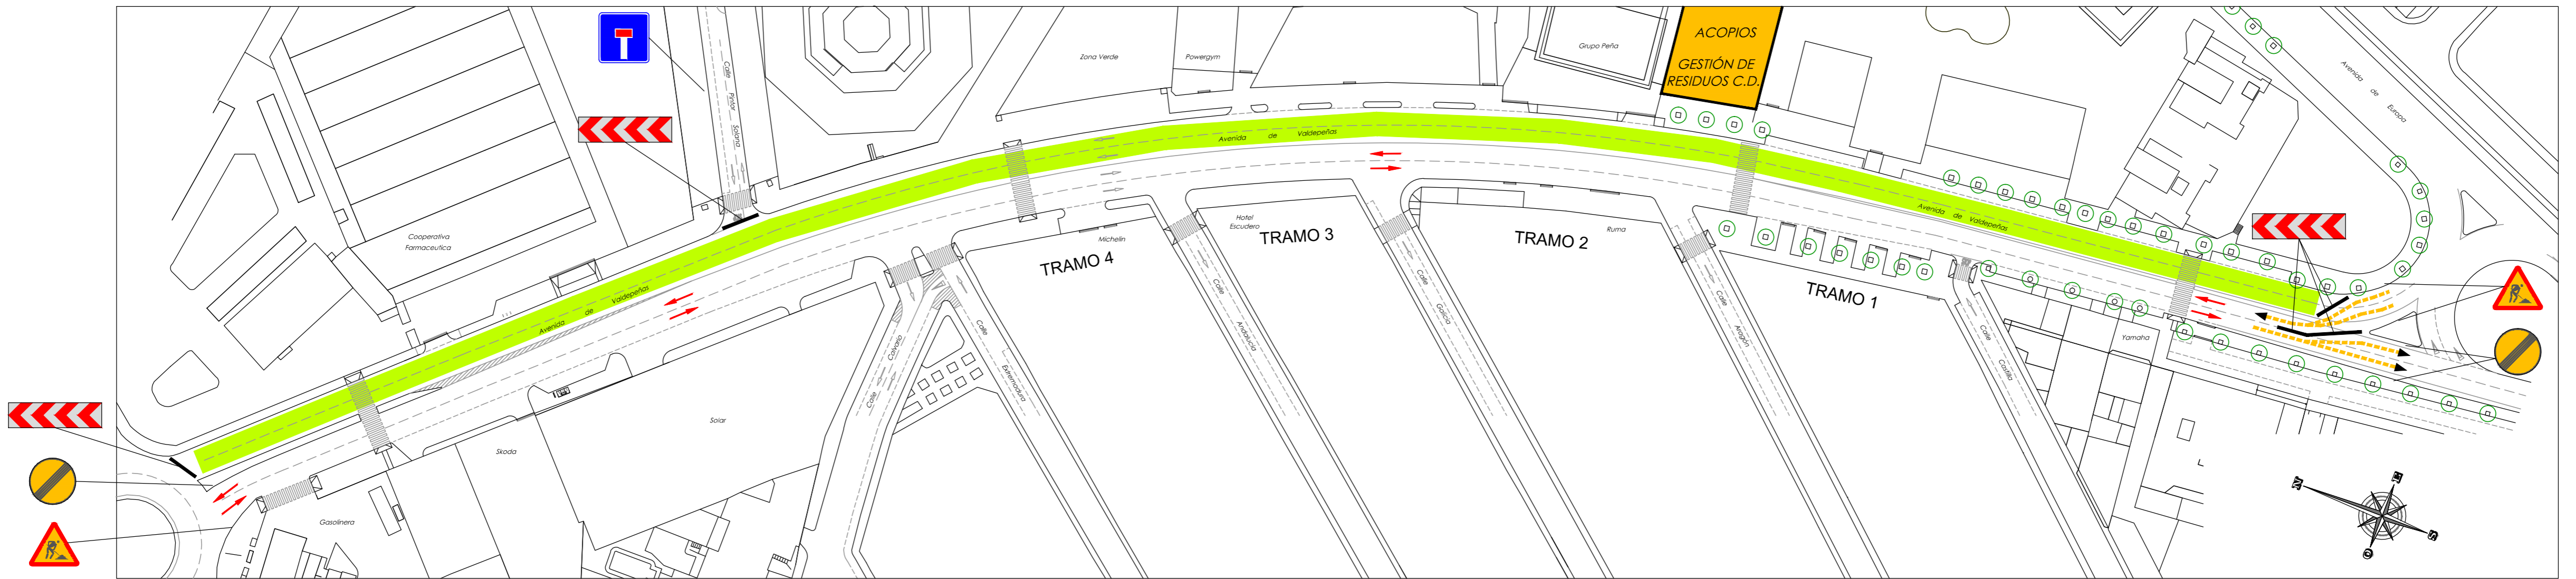 ACOPIOS
GESTIÓN DE
RESIDUOS C.D.
Grupo Peña
Zona Verde
Powergym
Calle Pintor Solana
Avenida de Europa
Avenida de Valdepeñas
Avenida de Valdepeñas
Avenida de Valdepeñas
Cooperativa
Farmaceutica
Michelin
Hotel
Escudero
Ruma
TRAMO 4
TRAMO 3
TRAMO 2
TRAMO 1
Calle Calvario
Calle Extremadura
Calle Andalucía
Calle Galicia
Calle Aragón
Calle Castilla
Yamaha
Solar
Skoda
Gasolinera
N
E
S
O